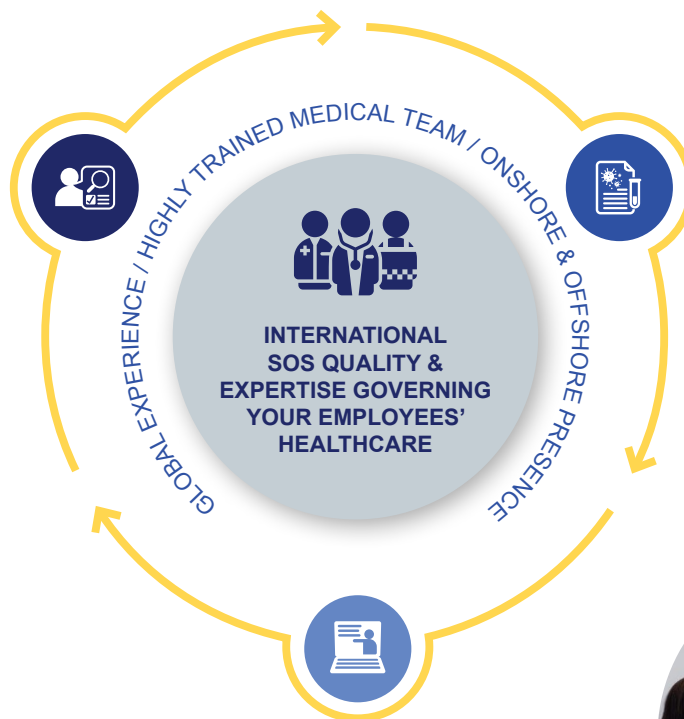 GLOBAL EXPERIENCE / HIGHLY TRAINED MEDICAL TEAM / ONSHORE & OFFSHORE PRESENCE
INTERNATIONAL
SOS QUALITY &
EXPERTISE GOVERNING
YOUR EMPLOYEES’
HEALTHCARE